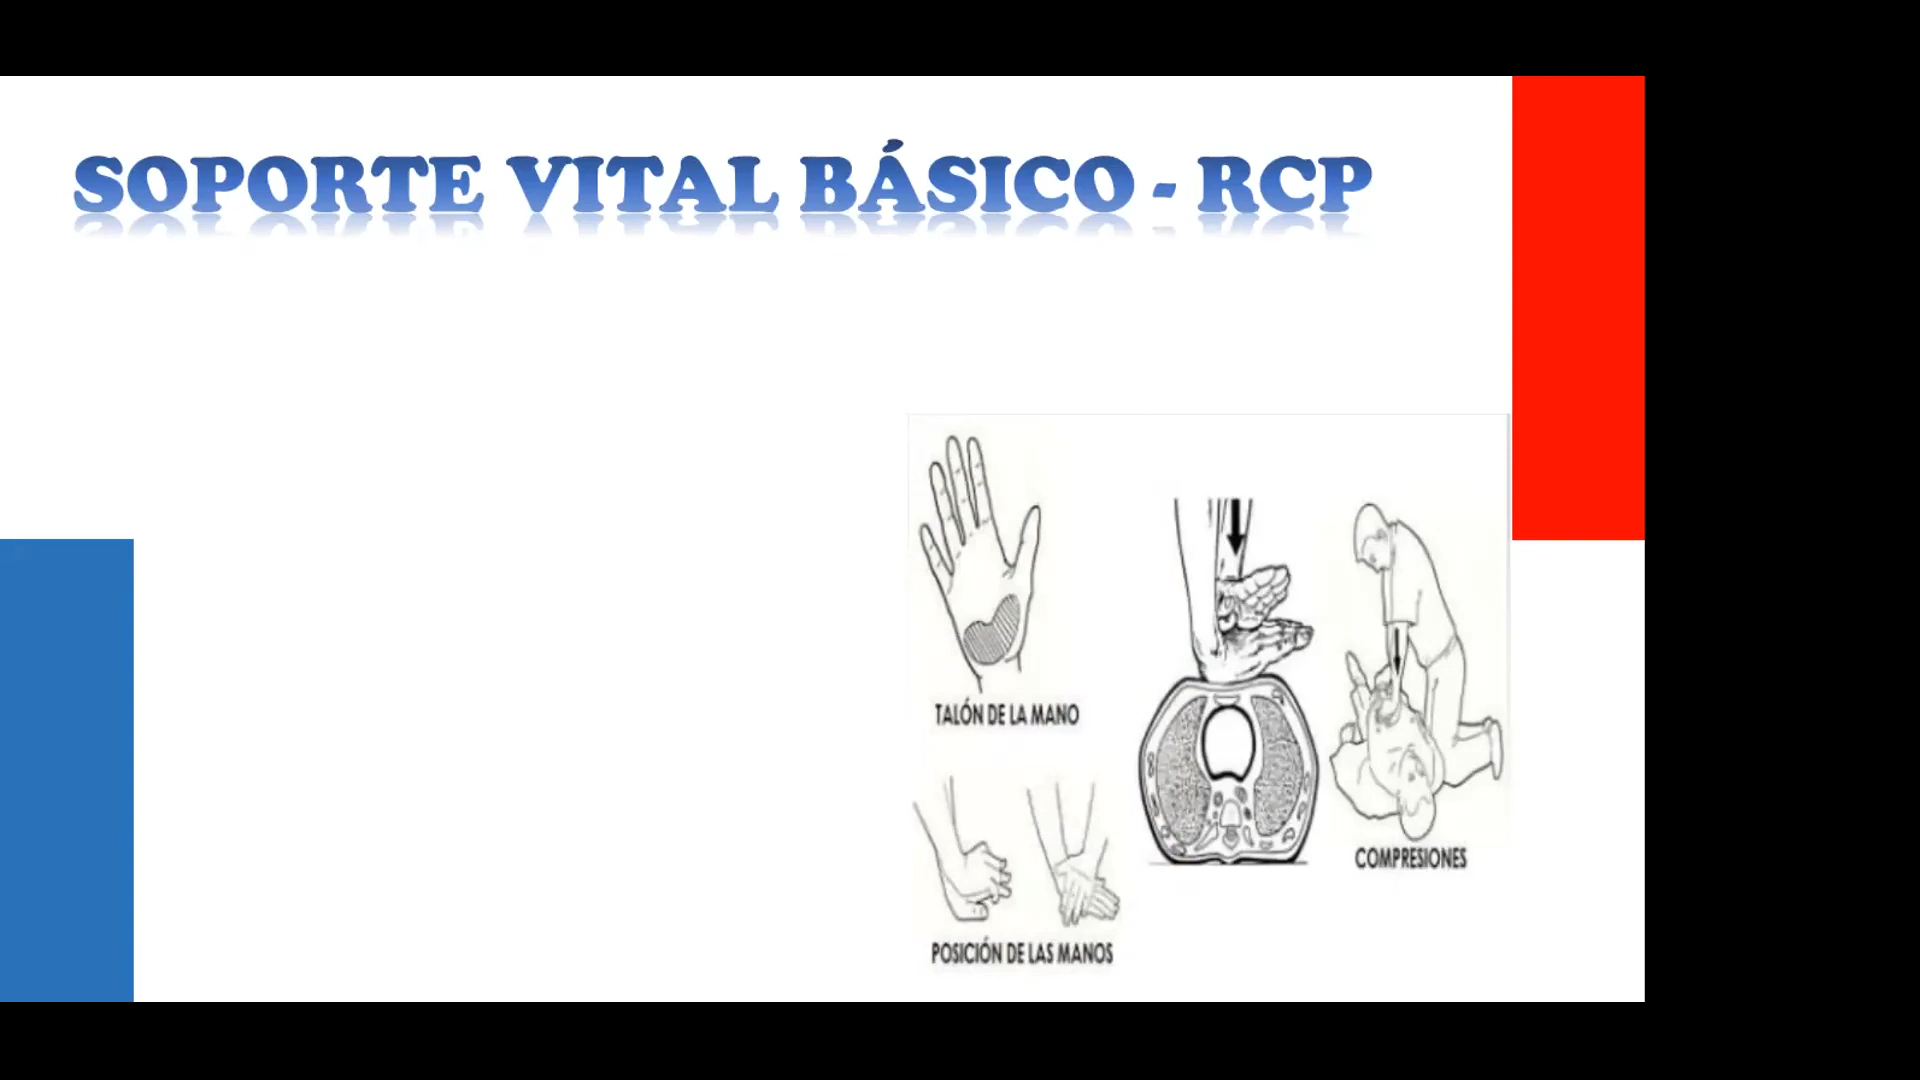 SOPORTE VITAL BÁSICO - RCP
TALÓN DE LA MANO
COMPRESIONES
POSICIÓN DE LAS MANOS